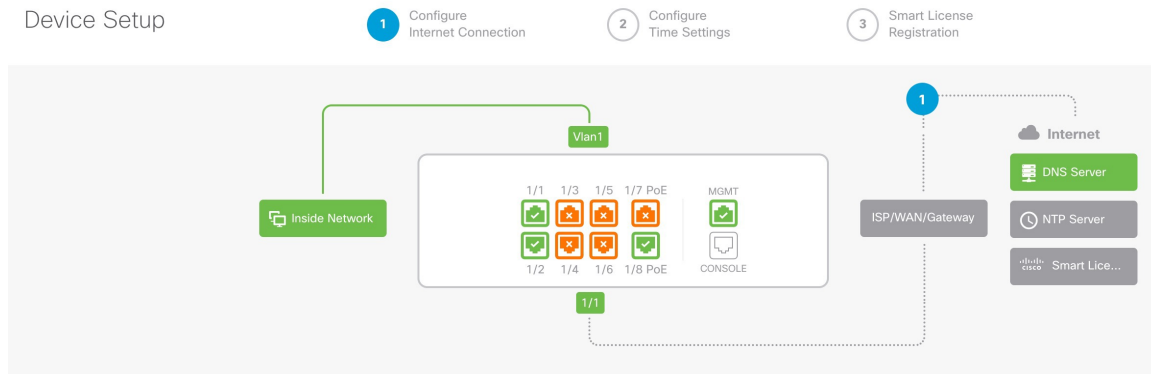 Device Setup
1
Configure
Internet Connection
2
Configure
Time Settings
3
Smart License
Registration
1
Internet
Vlan1
DNS Server
1/1 1/3 1/5 1/7 PoE MGMT
Inside Network
ISP/WAN/Gateway
NTP Server
1/2 1/4 1/6 1/8 PoE CONSOLE
CISCO Smart Lice...
1/1